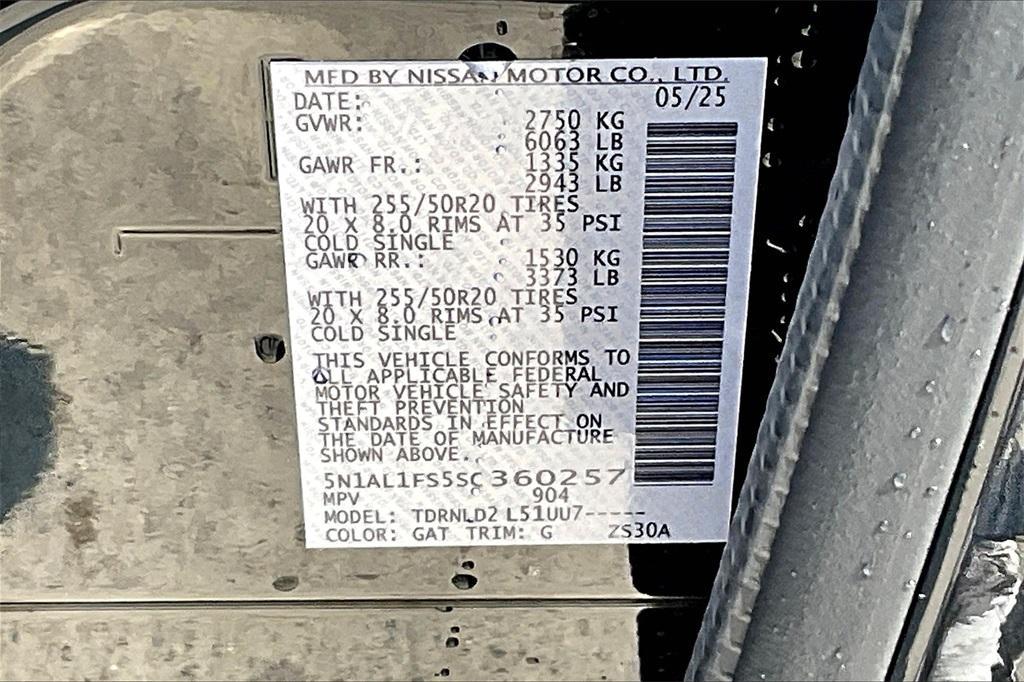 MFD BY NISSAN MOTOR CO., LTD.
DATE: 05/25
GVWR: 2750 KG
6063 LB
GAWR FR.: 1335 KG
2943 LB
WITH 255/50R20 TIRES
20 X 8.0 RIMS AT 35 PSI
COLD SINGLE
GAWR RR.: 1530 KG
3373 LB
WITH 255/50R20 TIRES
20 X 8.0 RIMS AT 35 PSI
COLD SINGLE
THIS VEHICLE CONFORMS TO
ALL APPLICABLE FEDERAL
MOTOR VEHICLE SAFETY AND
THEFT PREVENTION
STANDARDS IN EFFECT ON
THE DATE OF MANUFACTURE
SHOWN ABOVE.
5N1AL1FS5SC360257
MPV 904
MODEL: TDRNLD2 L51UU7-----
COLOR: GAT TRIM: G ZS30A